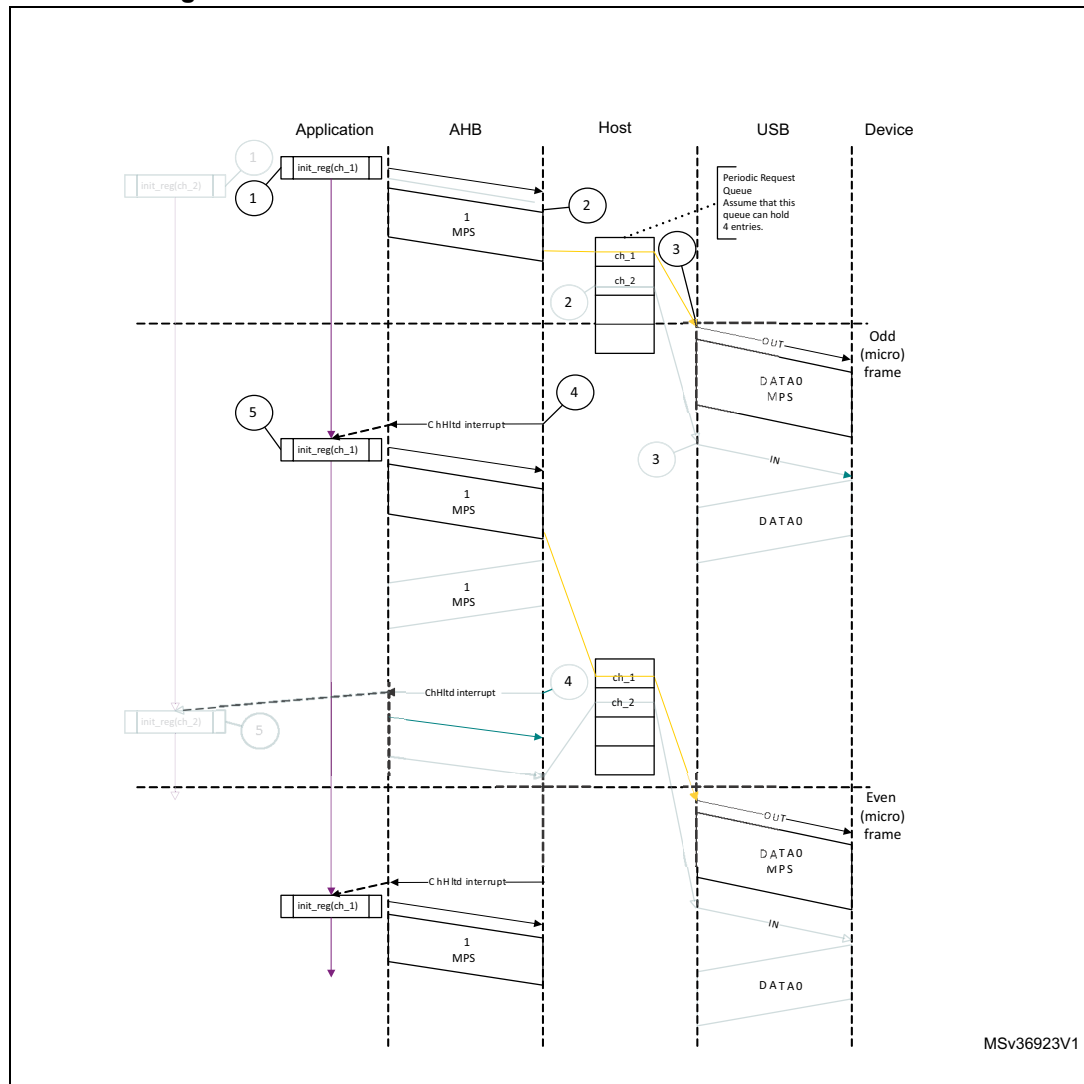 Application
AHB
Host
USB
Device
1
init_reg(ch_1)
init_reg(ch_2)
1
2
1
MPS
Periodic Request
Queue
Assume that this
queue can hold
4 entries.
3
ch_1
ch_2
2
Odd
(micro)
frame
OUT
DATA0
MPS
5
4
ChHltd interrupt
init_reg(ch_1)
3
IN
1
MPS
DATA0
1
MPS
ch_1
4
ChHltd interrupt
ch_2
init_reg(ch_2)
5
Even
(micro)
frame
OUT
DATA0
MPS
ChHltd interrupt
init_reg(ch_1)
IN
1
MPS
DATA0
MSv36923V1